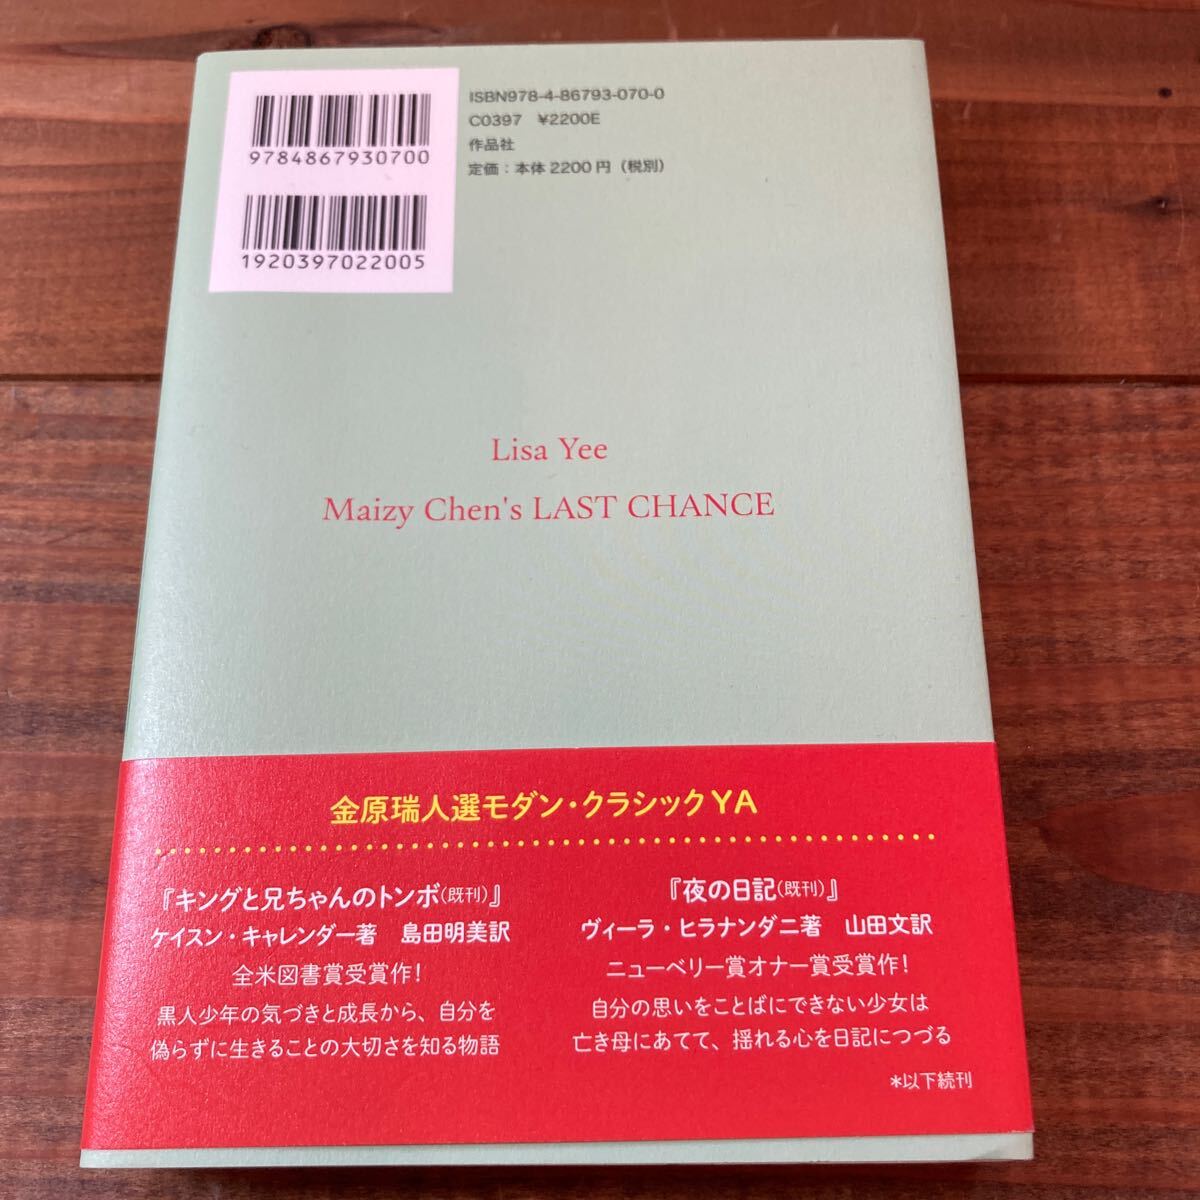 9784867930700
1920397022005
ISBN978-4-86793-070-0
C0397 ¥2200E
作品社
定価：本体2200円（税別）
Lisa Yee
Maizy Chen's LAST CHANCE
金原瑞人選モダン・クラシックYA
『キングと兄ちゃんのトンボ(既刊)』
ケイスン・キャレンダー著 島田明美訳
全米図書賞受賞作！
黒人少年の気づきと成長から、自分を
偽らずに生きることの大切さを知る物語
『夜の日記(既刊)』
ヴィーラ・ヒラナンダニ著 山田文訳
ニューベリー賞オナー賞受賞作！
自分の思いをことばにできない少女は
亡き母にあてて、揺れる心を日記につづる
*以下続刊